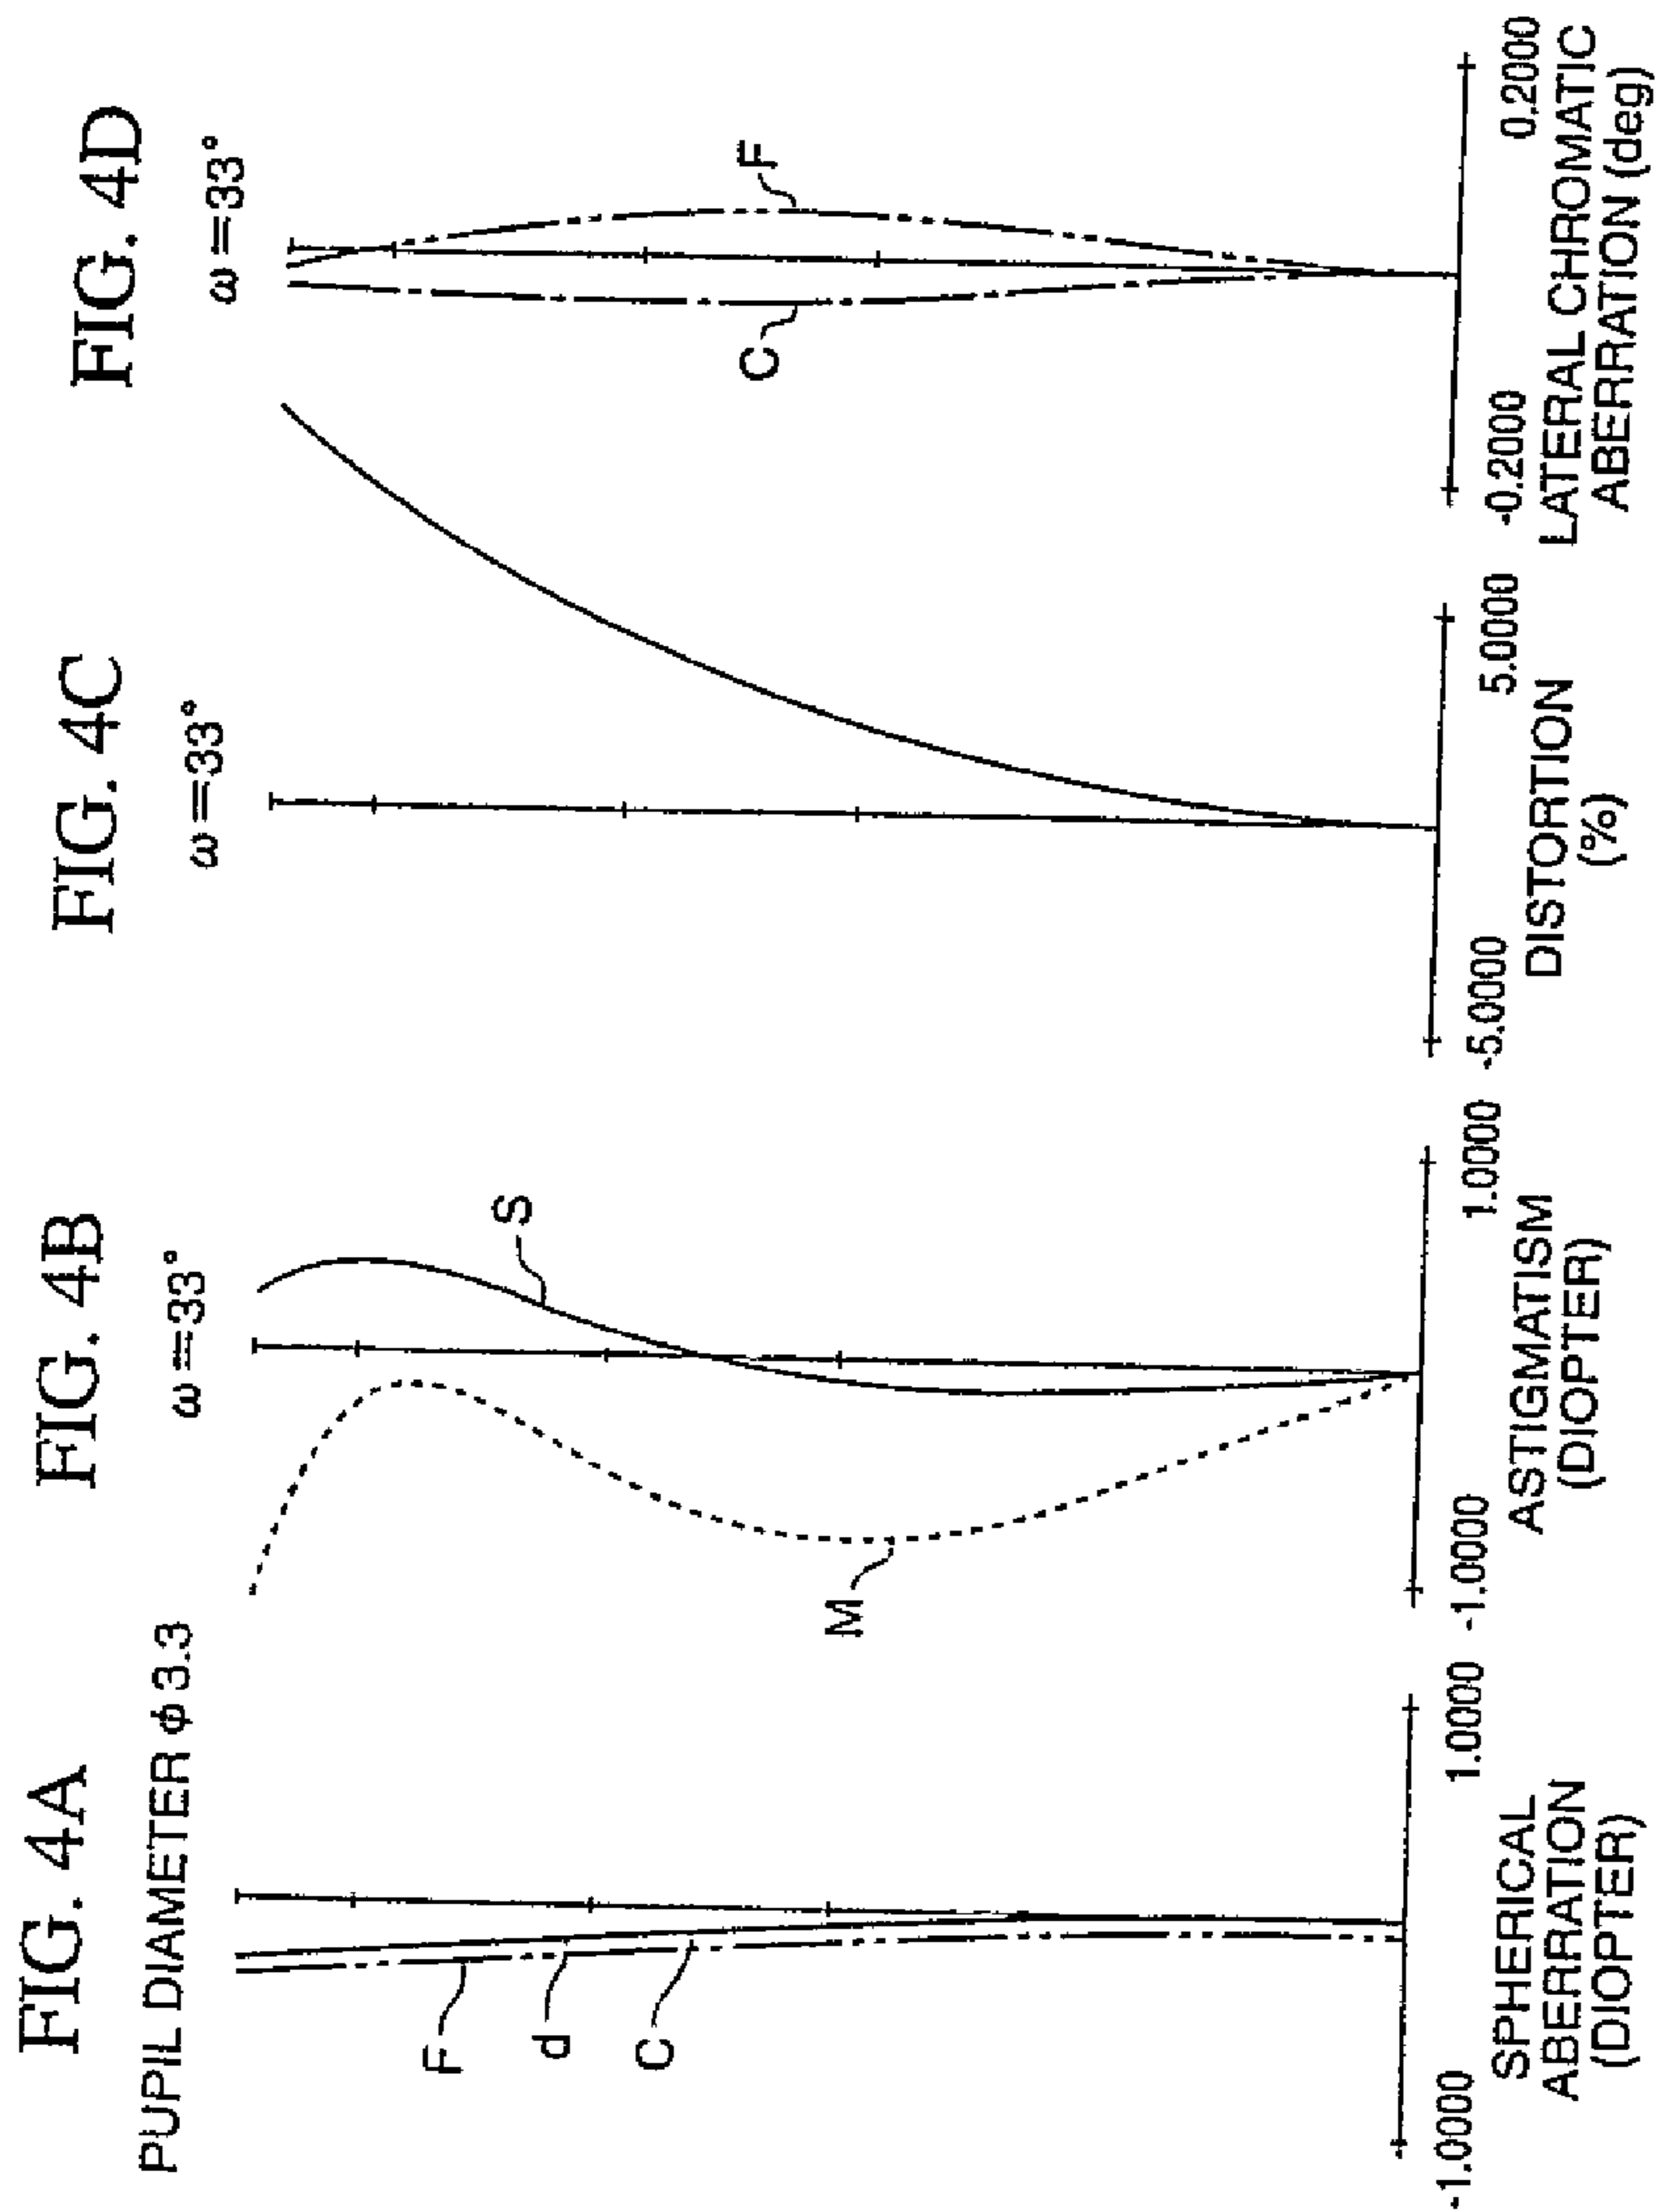 FIG. 4A
PUPIL DIAMETER φ3.3
F
d
C
-1.0000
1.0000
SPHERICAL
ABERRATION
(DIOPTER)
FIG. 4B
ω=33°
S
M
-1.0000
1.0000
ASTIGMATISM
(DIOPTER)
FIG. 4C
ω=33°
-5.0000
5.0000
DISTORTION
(%)
FIG. 4D
ω=33°
F
C
-0.2000
0.2000
LATERAL CHROMATIC
ABERRATION (deg)